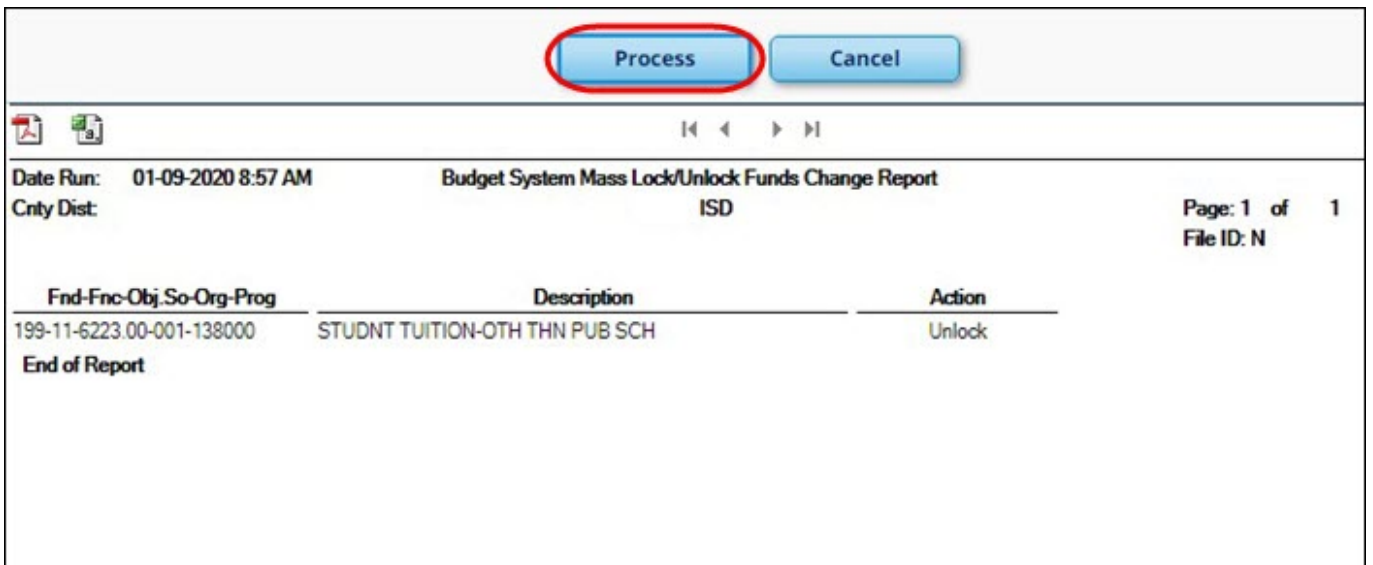 Process Cancel
Date Run: 01-09-2020 8:57 AM Budget System Mass Lock/Unlock Funds Change Report
Cnty Dist: ISD Page: 1 of 1
File ID: N
Fnd-Fnc-Obj.So-Org-Prog Description Action
199-11-6223.00-001-138000 STUDNT TUITION-OTH THN PUB SCH Unlock
End of Report